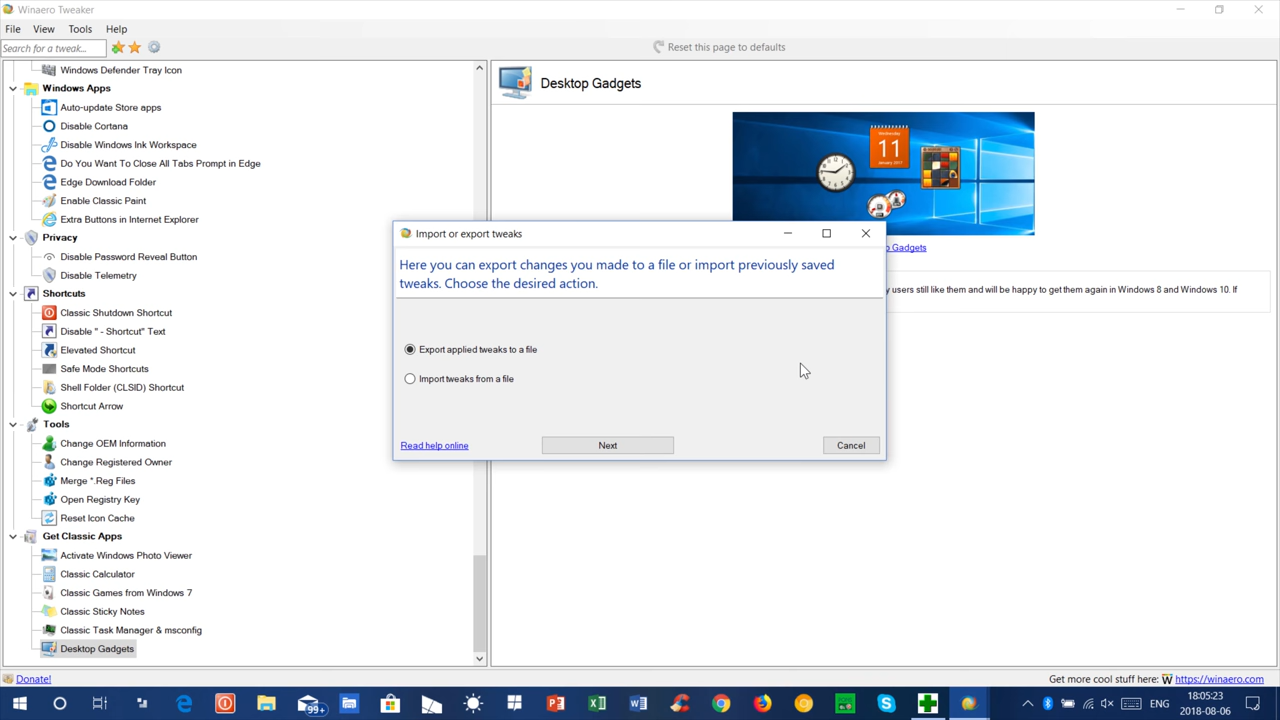 Winaero Tweaker
File View Tools Help
Search for a tweak...
Reset this page to defaults
Windows Defender Tray Icon
Windows Apps
Auto-update Store apps
Disable Cortana
Disable Windows Ink Workspace
Do You Want To Close All Tabs Prompt in Edge
Edge Download Folder
Enable Classic Paint
Extra Buttons in Internet Explorer
Privacy
Disable Password Reveal Button
Disable Telemetry
Shortcuts
Classic Shutdown Shortcut
Disable " - Shortcut" Text
Elevated Shortcut
Safe Mode Shortcuts
Shell Folder (CLSID) Shortcut
Shortcut Arrow
Tools
Change OEM Information
Change Registered Owner
Merge *.Reg Files
Open Registry Key
Reset Icon Cache
Get Classic Apps
Activate Windows Photo Viewer
Classic Calculator
Classic Games from Windows 7
Classic Sticky Notes
Classic Task Manager & msconfig
Desktop Gadgets
Desktop Gadgets
Wednesday
11
January 2017
Gadgets
users still like them and will be happy to get them again in Windows 8 and Windows 10. If
Import or export tweaks
Here you can export changes you made to a file or import previously saved
tweaks. Choose the desired action.
Export applied tweaks to a file
Import tweaks from a file
Read help online
Next
Cancel
Donate!
Get more cool stuff here: W https://winaero.com
99+
ENG
18:05:23
2018-08-06